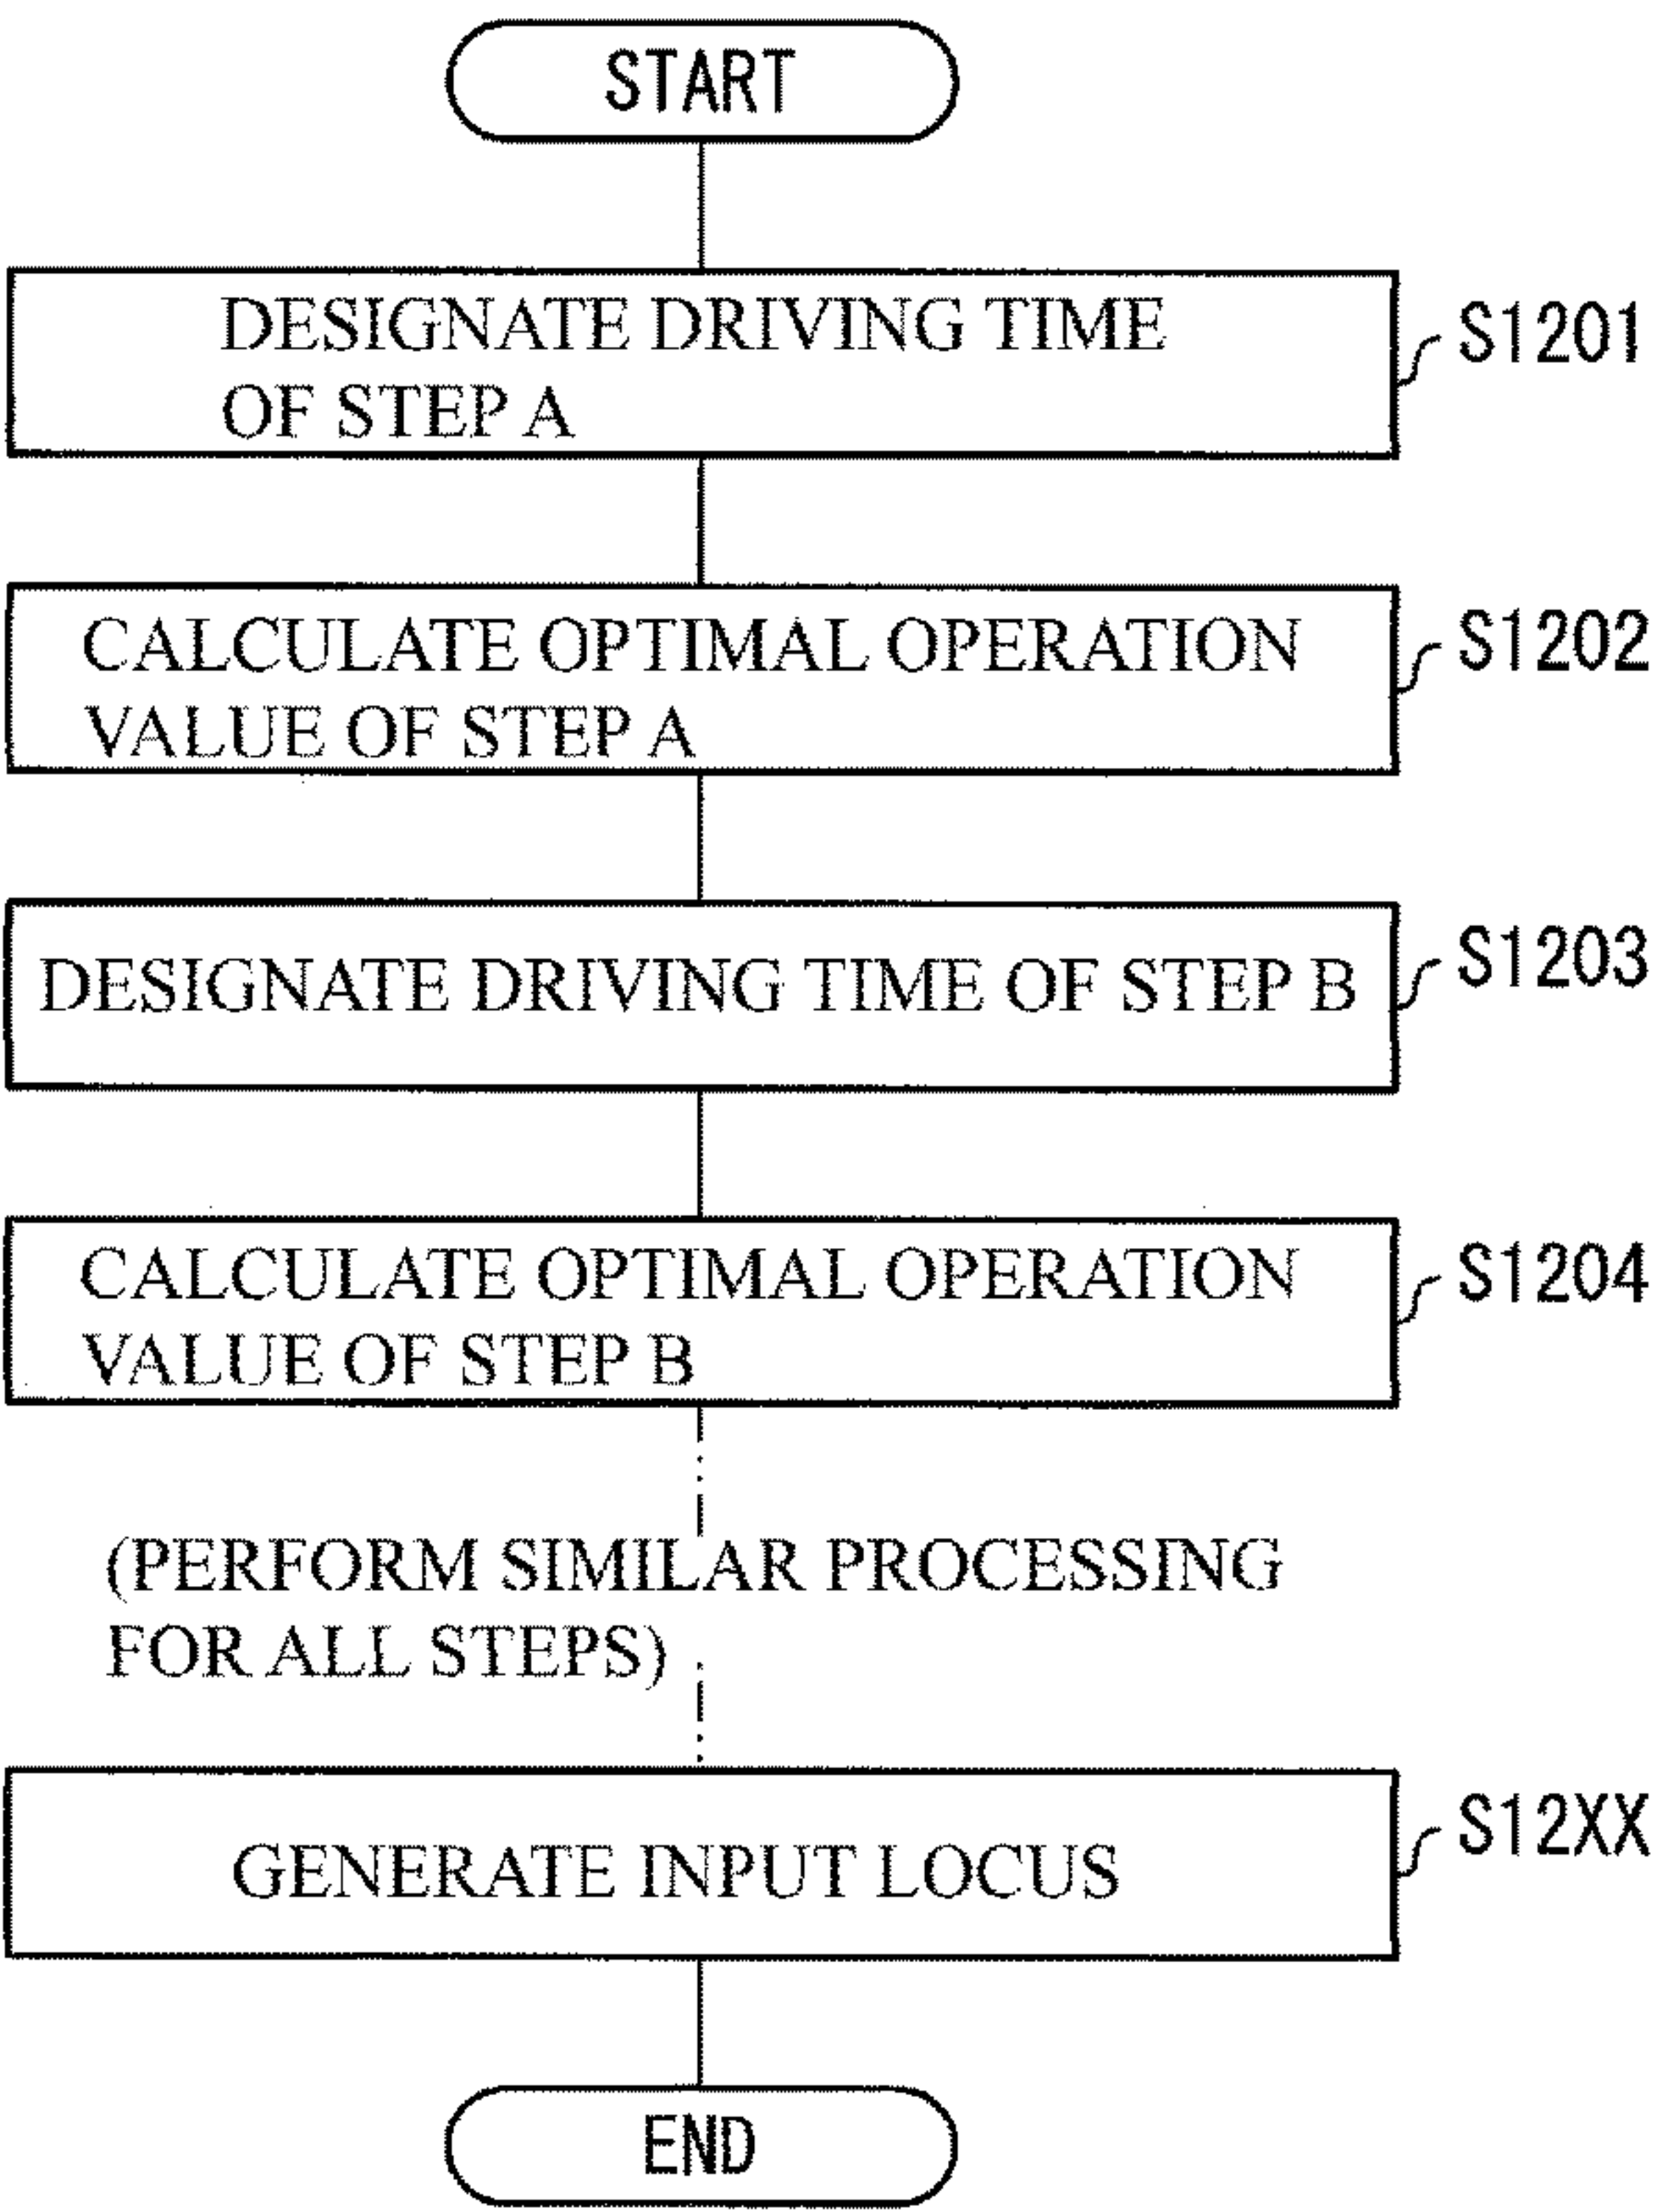 START
DESIGNATE DRIVING TIME
OF STEP A
S1201
CALCULATE OPTIMAL OPERATION
VALUE OF STEP A
S1202
DESIGNATE DRIVING TIME OF STEP B
S1203
CALCULATE OPTIMAL OPERATION
VALUE OF STEP B
S1204
(PERFORM SIMILAR PROCESSING
FOR ALL STEPS)
GENERATE INPUT LOCUS
S12XX
END